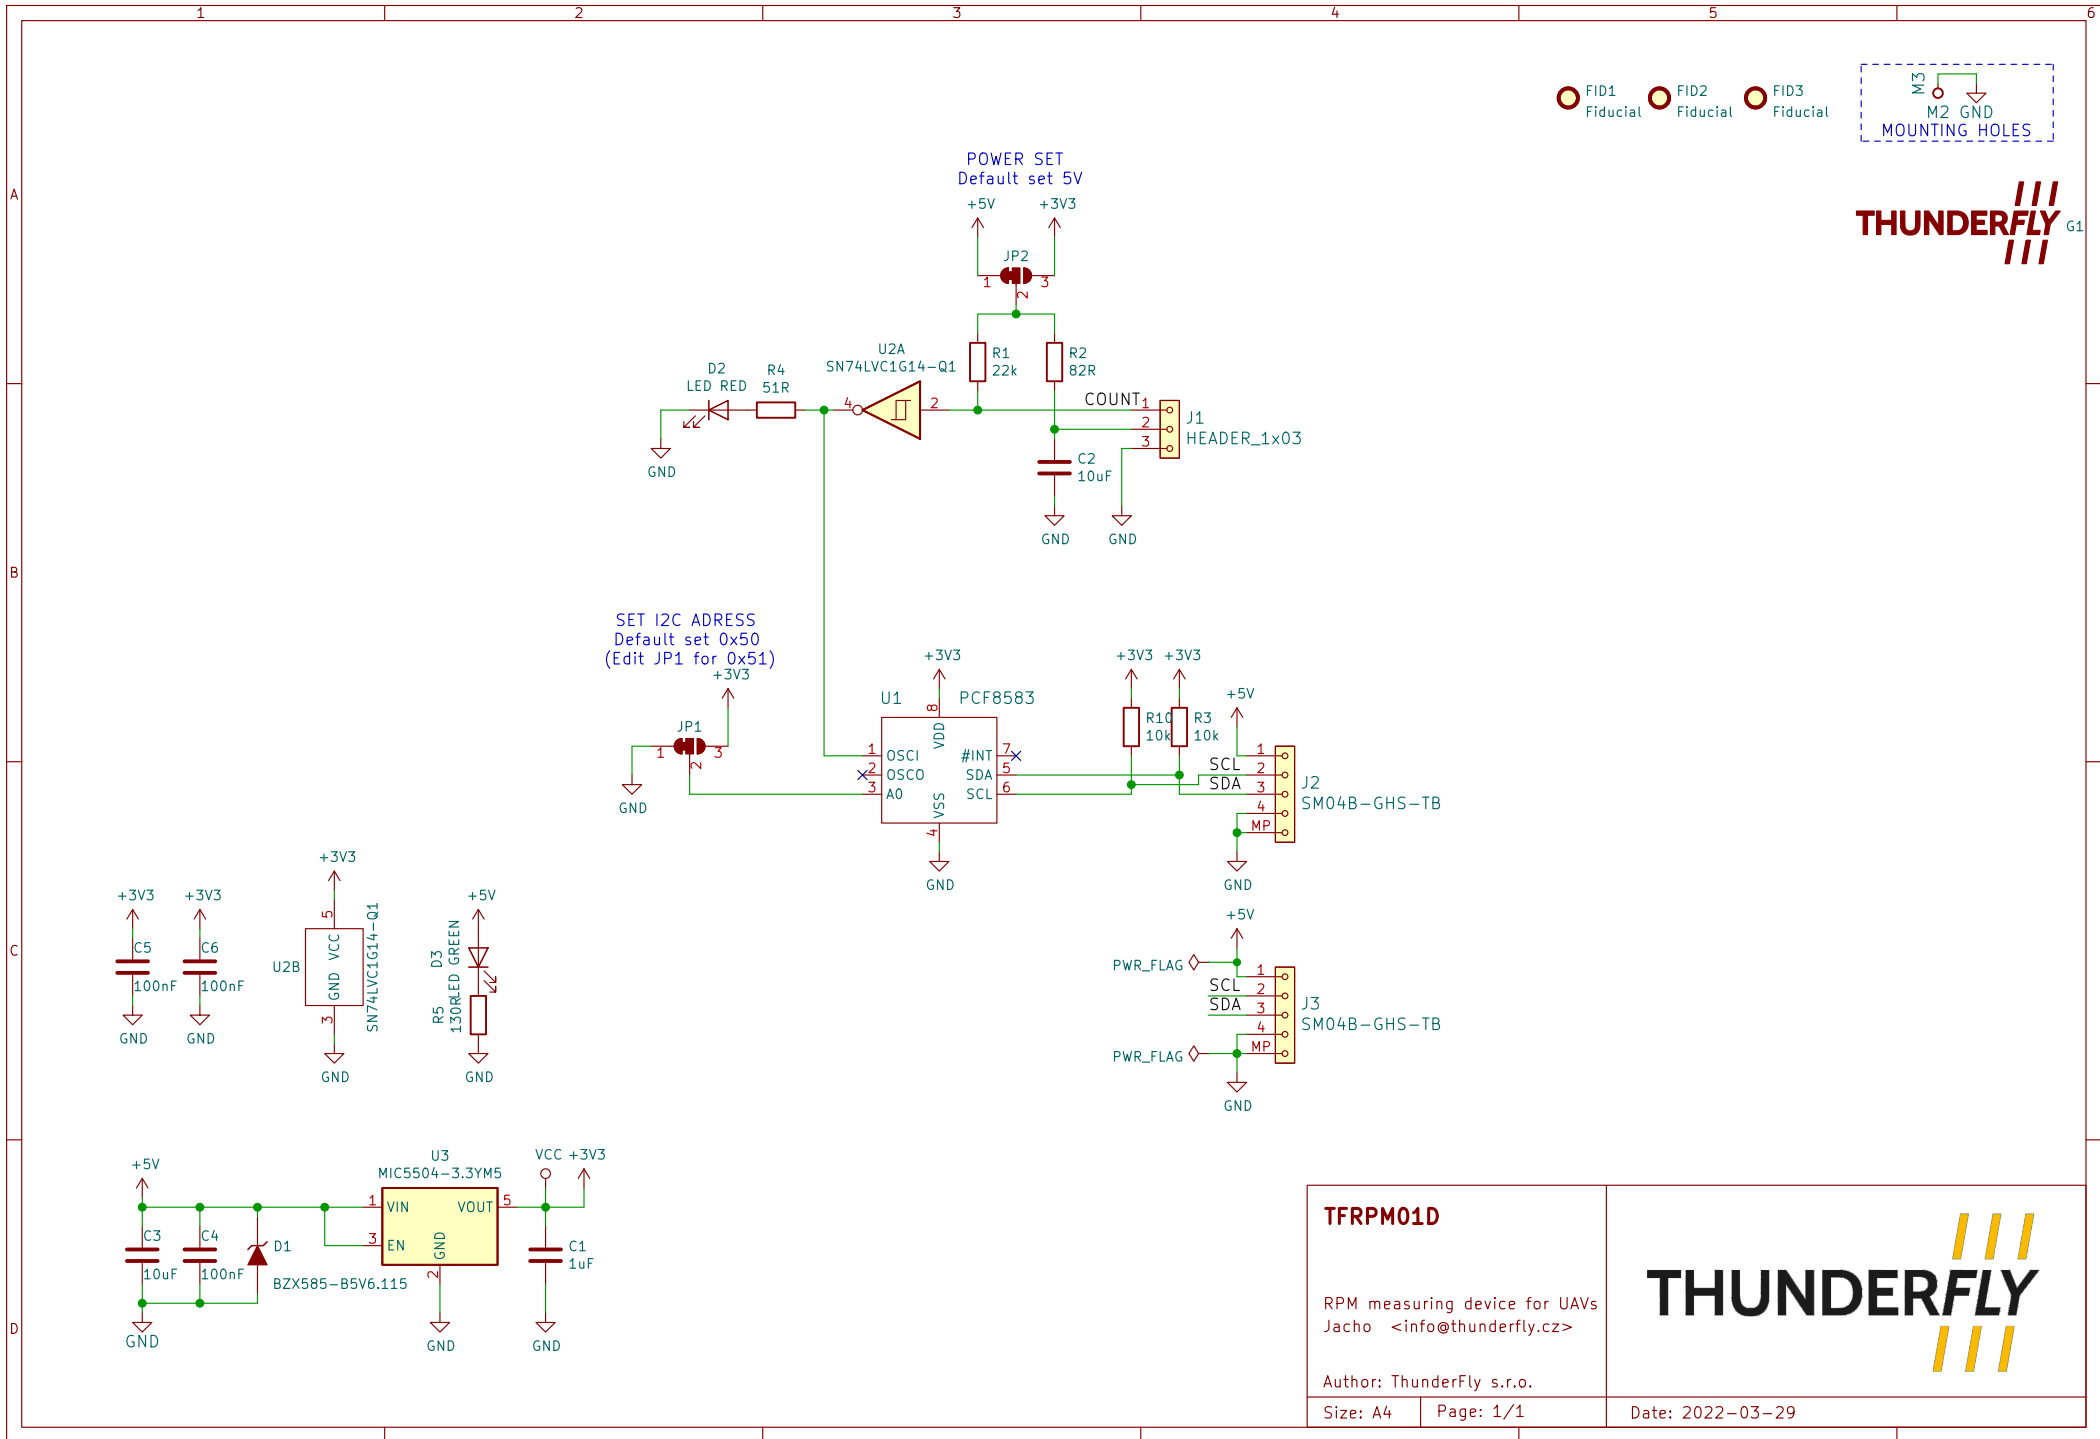 1 2 3 4 5 6
A
B
C
D
FID1
Fiducial
FID2
Fiducial
FID3
Fiducial
M3
M2 GND
MOUNTING HOLES
THUNDERFLY
G1
POWER SET
Default set 5V
+5V
+3V3
JP2
1
2
3
R1
22k
R2
82R
U2A
SN74LVC1G14-Q1
4
2
D2
LED RED
R4
51R
GND
COUNT
1
2
3
J1
HEADER_1x03
C2
10uF
GND
GND
SET I2C ADRESS
Default set 0x50
(Edit JP1 for 0x51)
+3V3
JP1
1
2
3
GND
+3V3
U1
PCF8583
8
VDD
1
OSCI
2
OSCO
3
A0
#INT
7
SDA
5
SCL
6
VSS
4
GND
+3V3
+3V3
R10
10k
R3
10k
+5V
SCL
SDA
1
2
3
4
MP
J2
SM04B-GHS-TB
GND
+5V
PWR_FLAG
SCL
SDA
1
2
3
4
MP
J3
SM04B-GHS-TB
PWR_FLAG
GND
+3V3
C5
100nF
GND
+3V3
C6
100nF
GND
+3V3
5
U2B
GND VCC
SN74LVC1G14-Q1
3
GND
+5V
D3
LED GREEN
R5
130R
GND
+5V
C3
10uF
C4
100nF
D1
BZX585-B5V6.115
GND
U3
MIC5504-3.3YM5
1
VIN
3
EN
VOUT
5
GND
2
GND
VCC
+3V3
C1
1uF
GND
TFRPM01D
RPM measuring device for UAVs
Jacho <info@thunderfly.cz>
Author: ThunderFly s.r.o.
Size: A4
Page: 1/1
Date: 2022-03-29
THUNDERFLY